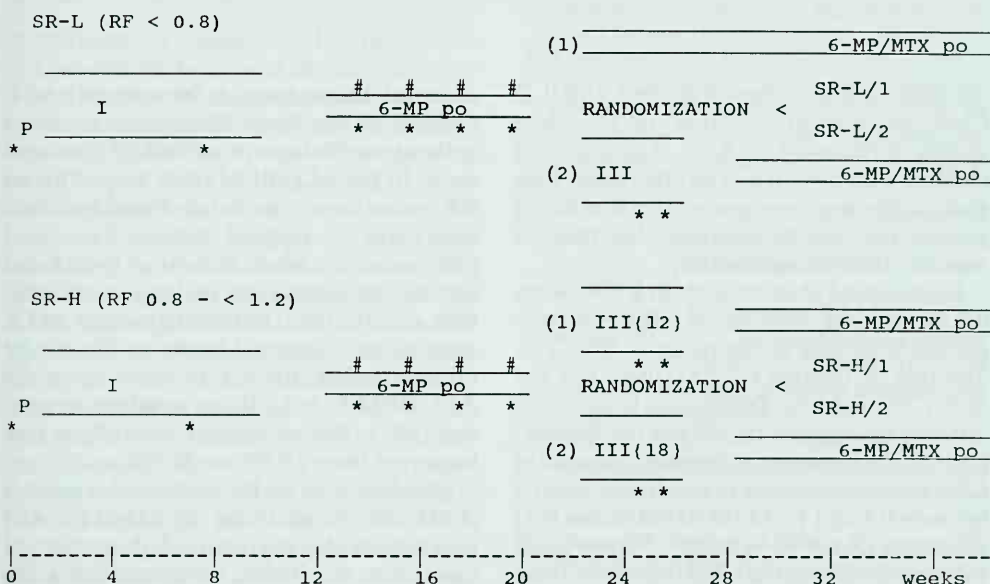 SR-L (RF < 0.8)
(1) 6-MP/MTX po
# # # #
SR-L/1
I 6-MP po RANDOMIZATION <
P * * * * SR-L/2
* *
(2) III 6-MP/MTX po
* *
SR-H (RF 0.8 - < 1.2)
(1) III{12} 6-MP/MTX po
# # # # * * SR-H/1
I 6-MP po RANDOMIZATION <
P * * * * SR-H/2
* *
(2) III{18} 6-MP/MTX po
* *
0 4 8 12 16 20 24 28 32 weeks